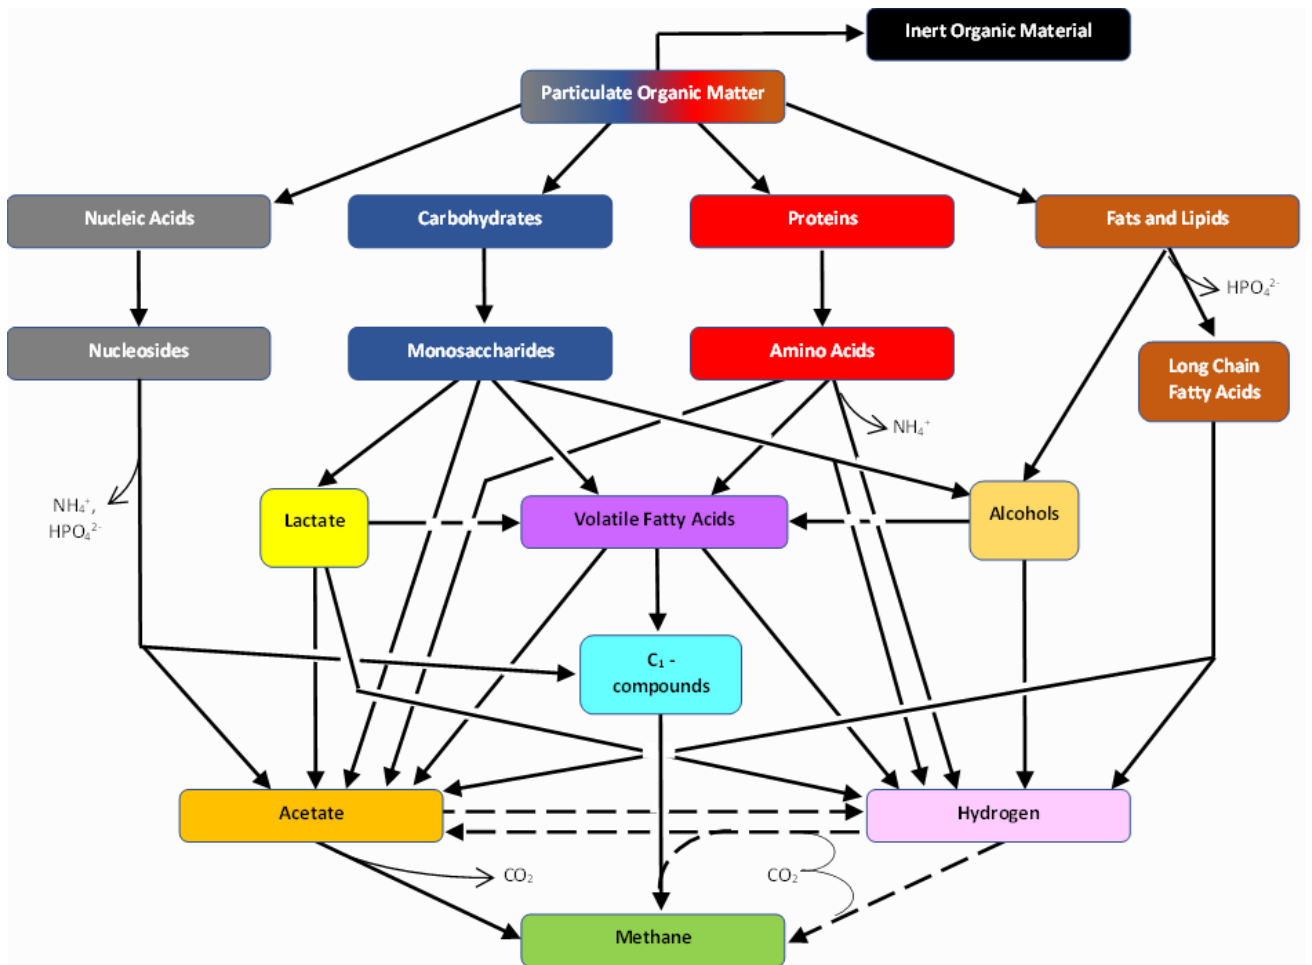 Inert Organic Material
Particulate Organic Matter
Nucleic Acids
Carbohydrates
Proteins
Fats and Lipids
HPO₄²⁻
Nucleosides
Monosaccharides
Amino Acids
Long Chain
Fatty Acids
NH₄⁺
NH₄⁺,
HPO₄²⁻
Lactate
Volatile Fatty Acids
Alcohols
C₁ -
compounds
Acetate
Hydrogen
CO₂
CO₂
Methane